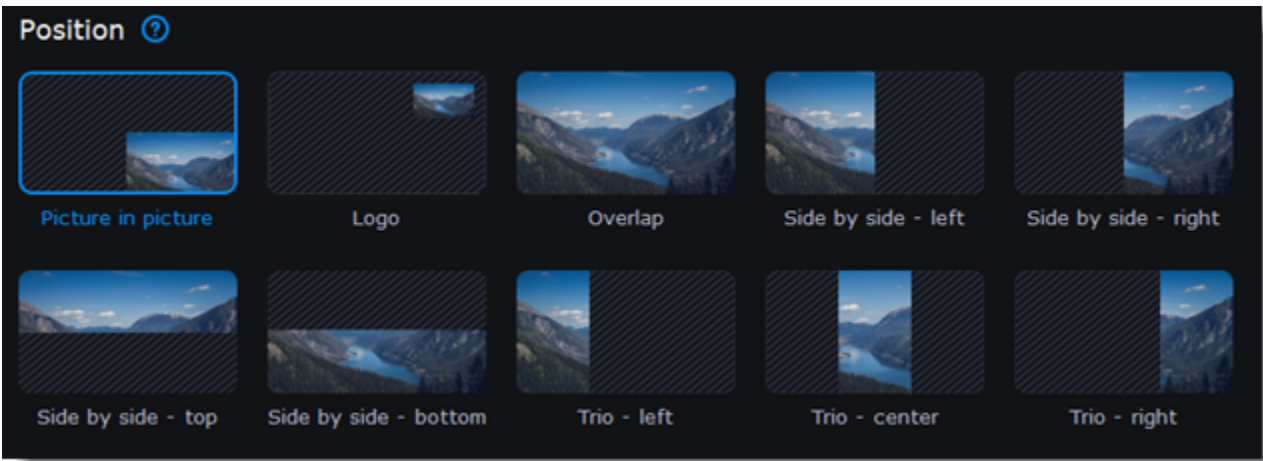 Position ?
Picture in picture
Logo
Overlap
Side by side - left
Side by side - right
Side by side - top
Side by side - bottom
Trio - left
Trio - center
Trio - right